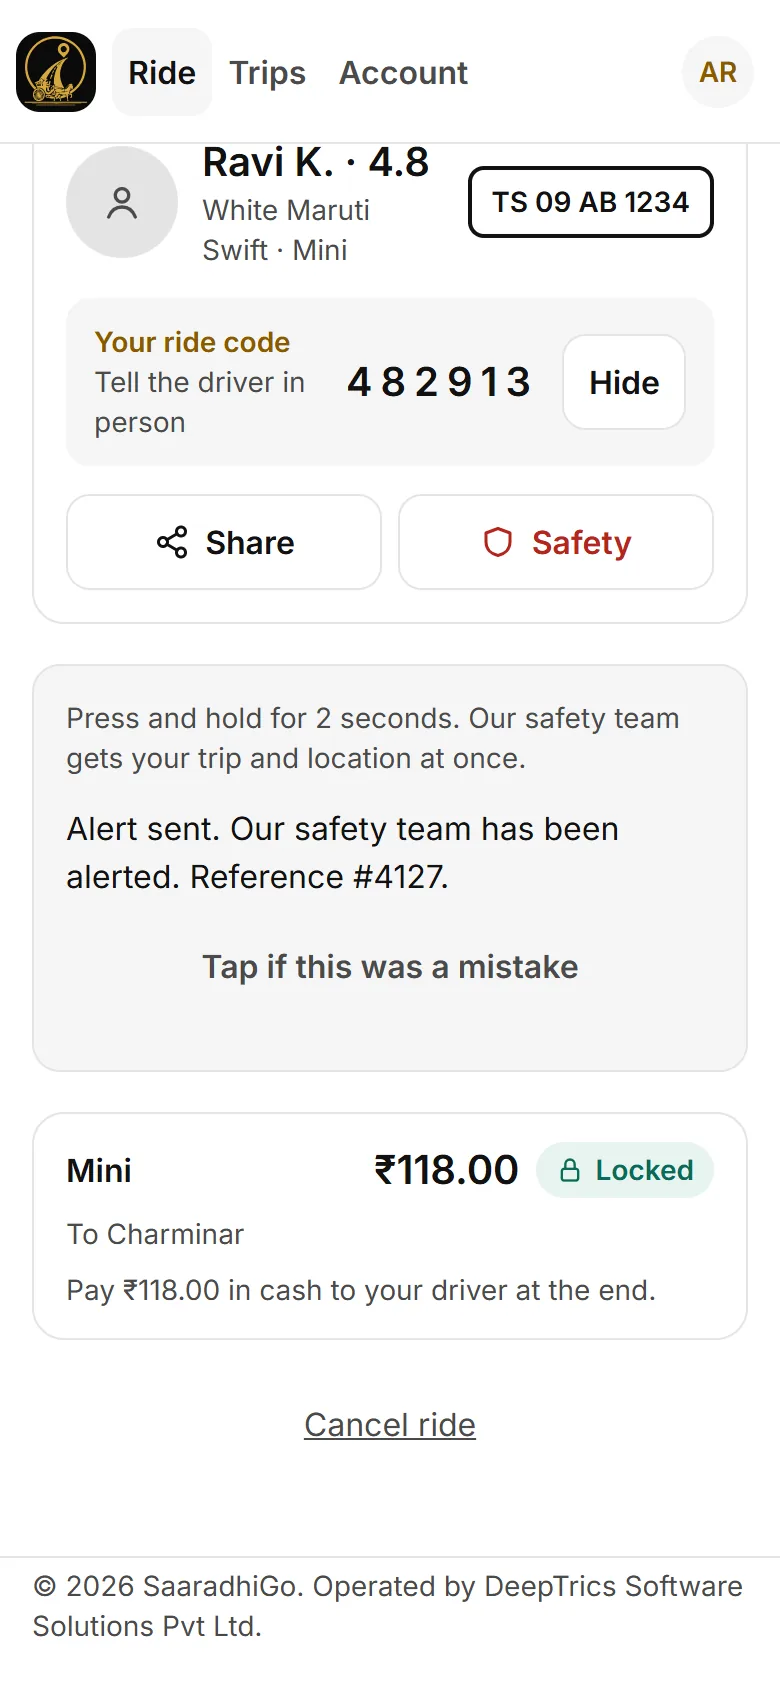 Ride Trips Account AR
Ravi K. · 4.8
White Maruti
Swift · Mini
TS 09 AB 1234
Your ride code
Tell the driver in
person
482913
Hide
Share
Safety
Press and hold for 2 seconds. Our safety team
gets your trip and location at once.
Alert sent. Our safety team has been
alerted. Reference #4127.
Tap if this was a mistake
Mini ₹118.00 Locked
To Charminar
Pay ₹118.00 in cash to your driver at the end.
Cancel ride
© 2026 SaaradhiGo. Operated by DeepTrics Software
Solutions Pvt Ltd.